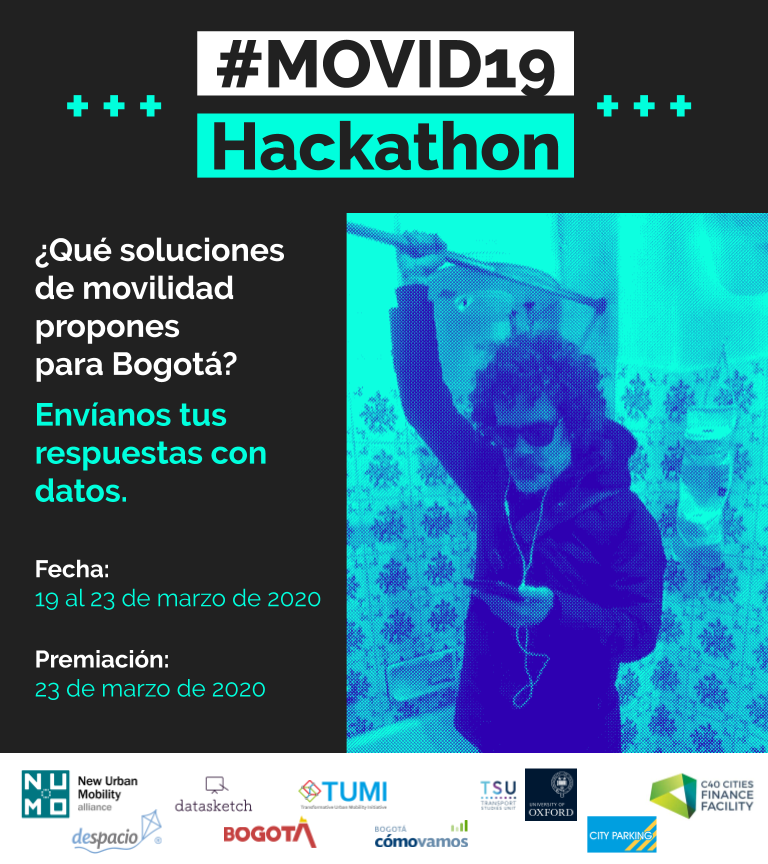 #MOVID19
Hackathon
¿Qué soluciones
de movilidad
propones
para Bogotá?
Envíanos tus
respuestas con
datos.
Fecha:
19 al 23 de marzo de 2020
Premiación:
23 de marzo de 2020
NUMO
New Urban
Mobility
alliance
datasketch
TUMI
Transformative Urban Mobility Initiative
TSU
TRANSPORT
STUDIES UNIT
UNIVERSITY OF
OXFORD
C40 CITIES
FINANCE
FACILITY
despacio
BOGOTÁ
BOGOTÁ
cómovamos
CITY PARKING